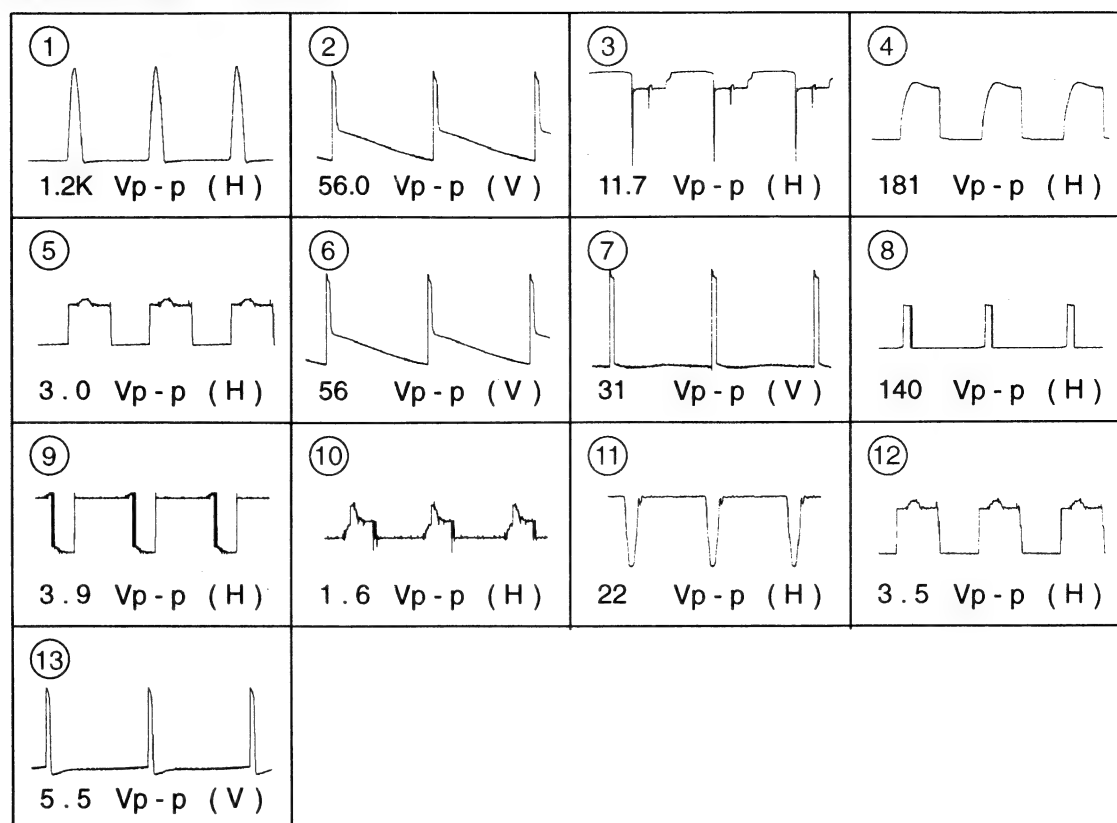 ① ② ③ ④
1.2K Vp-p (H) 56.0 Vp-p (V) 11.7 Vp-p (H) 181 Vp-p (H)
⑤ ⑥ ⑦ ⑧
3.0 Vp-p (H) 56 Vp-p (V) 31 Vp-p (V) 140 Vp-p (H)
⑨ ⑩ ⑪ ⑫
3.9 Vp-p (H) 1.6 Vp-p (H) 22 Vp-p (H) 3.5 Vp-p (H)
⑬
5.5 Vp-p (V)